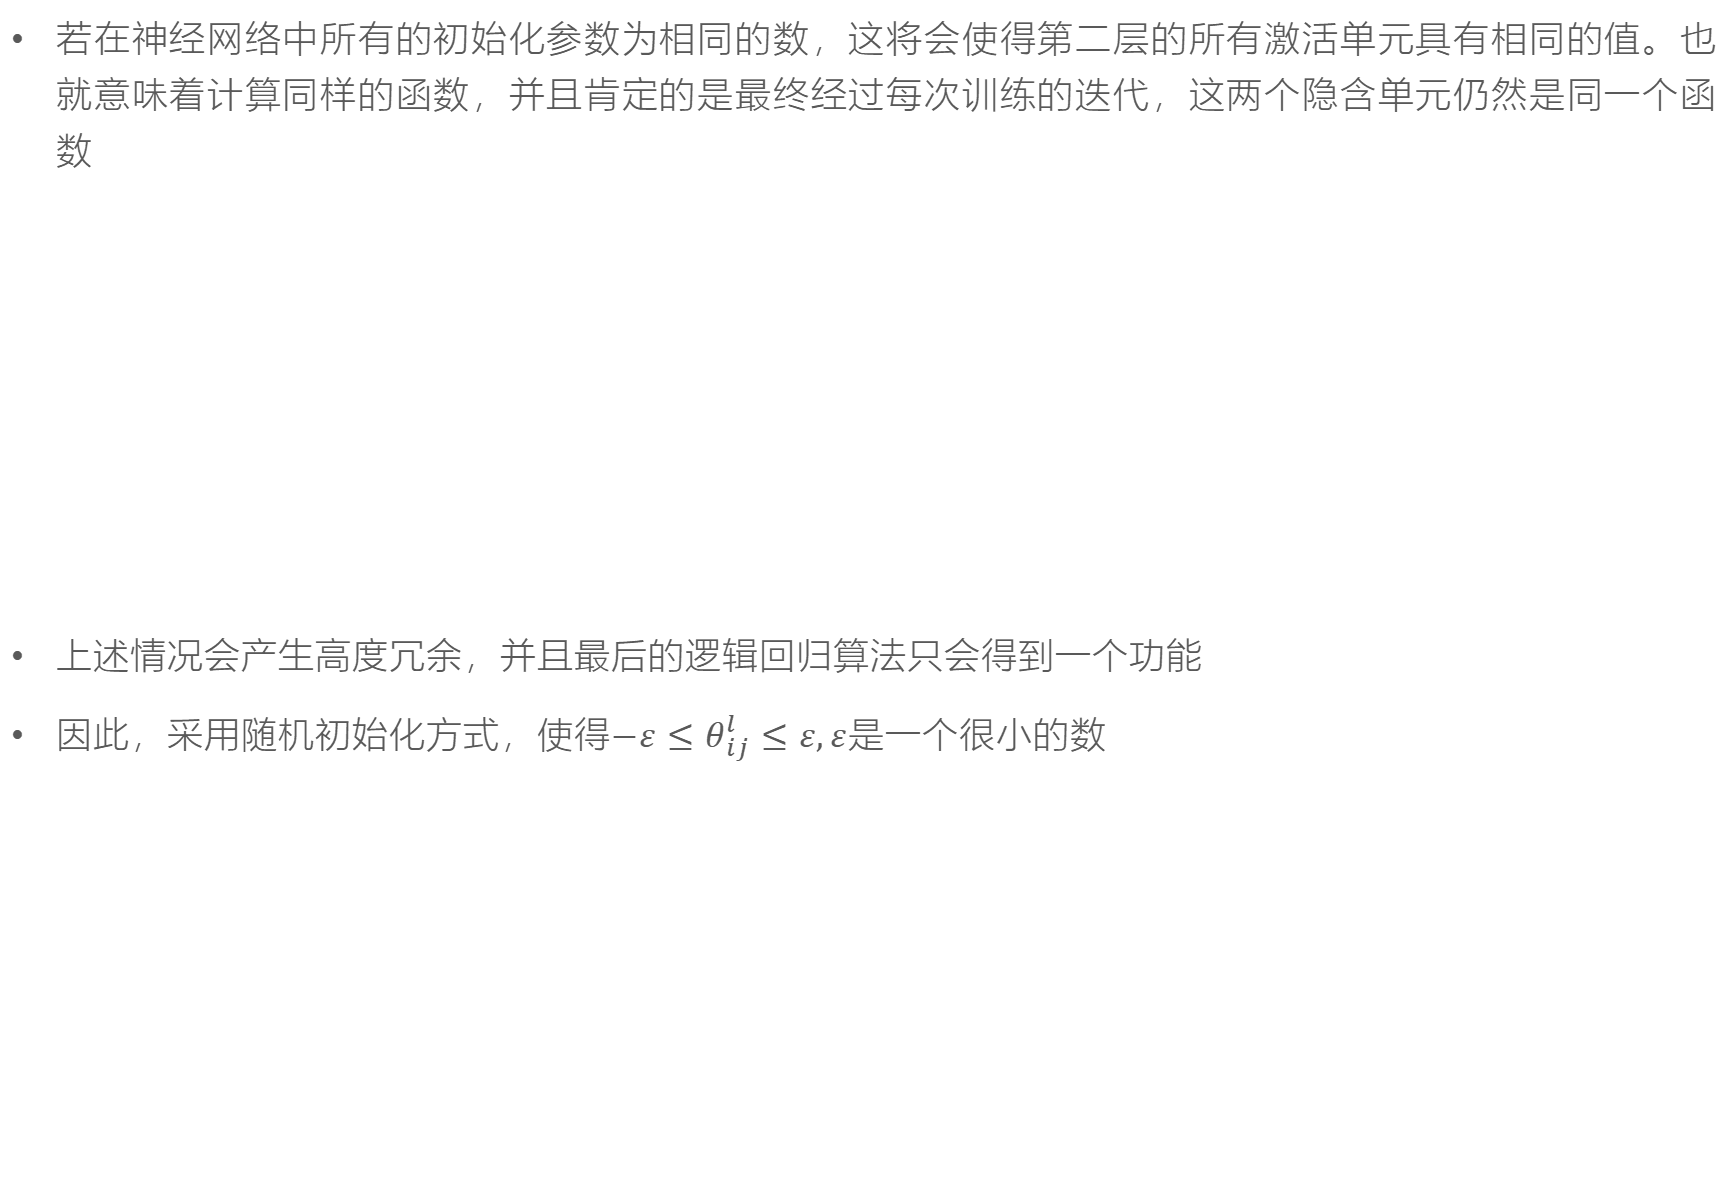 • 若在神经网络中所有的初始化参数为相同的数，这将会使得第二层的所有激活单元具有相同的值。也
就意味着计算同样的函数，并且肯定的是最终经过每次训练的迭代，这两个隐含单元仍然是同一个函
数
• 上述情况会产生高度冗余，并且最后的逻辑回归算法只会得到一个功能
• 因此，采用随机初始化方式，使得$-\varepsilon \leq \theta_{ij}^{l} \leq \varepsilon, \varepsilon$是一个很小的数